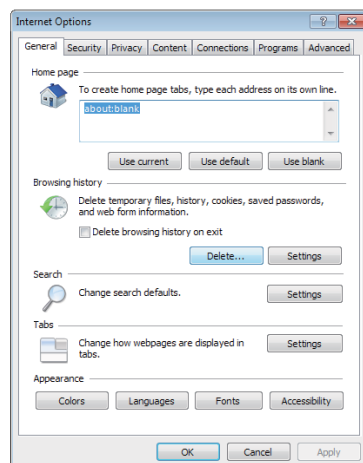 Internet Options
General Security Privacy Content Connections Programs Advanced
Home page
To create home page tabs, type each address on its own line.
about:blank
Use current Use default Use blank
Browsing history
Delete temporary files, history, cookies, saved passwords,
and web form information.
Delete browsing history on exit
Delete... Settings
Search
Change search defaults. Settings
Tabs
Change how webpages are displayed in
tabs.
Settings
Appearance
Colors Languages Fonts Accessibility
OK Cancel Apply